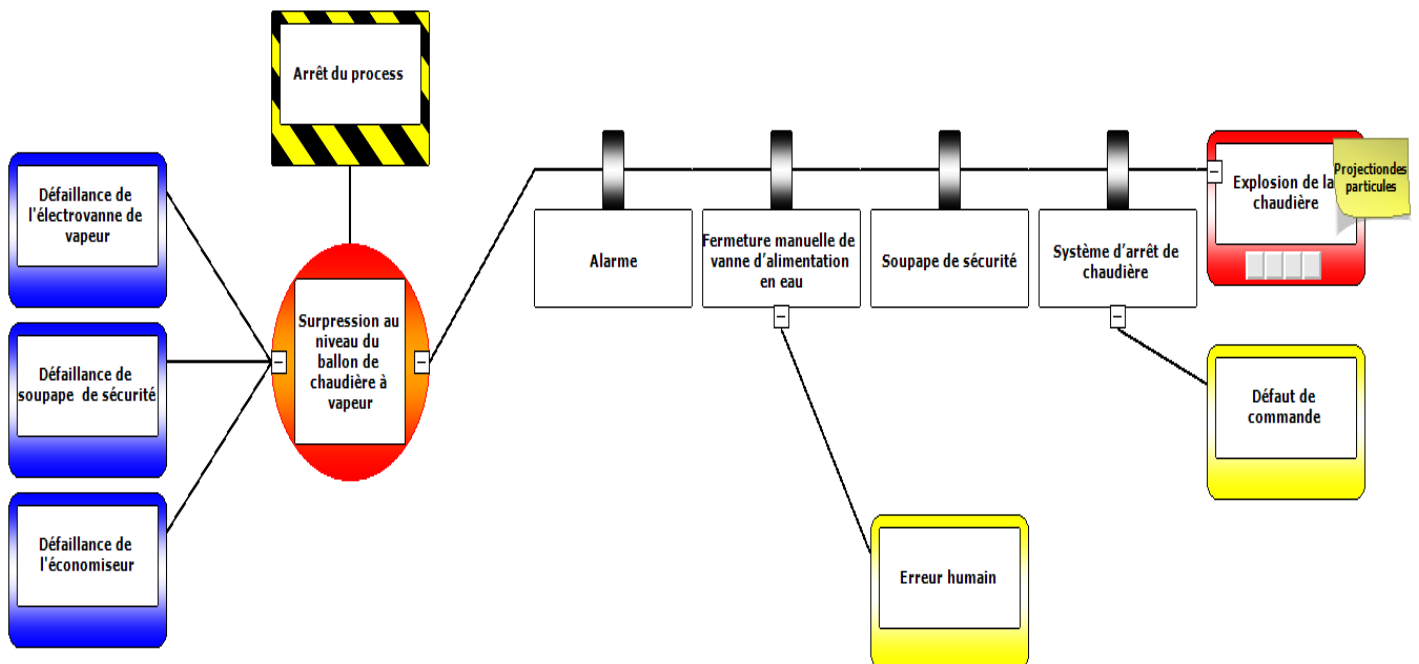 Arrêt du process
Défaillance de
l'électrovanne de
vapeur
Défaillance de
soupape de sécurité
Défaillance de
l'économiseur
Surpression au
niveau du
ballon de
chaudière à
vapeur
Alarme
Fermeture manuelle de
vanne d'alimentation
en eau
Soupape de sécurité
Système d'arrêt de
chaudière
Explosion de la
chaudière
Projectiondes
particules
Défaut de
commande
Erreur humain